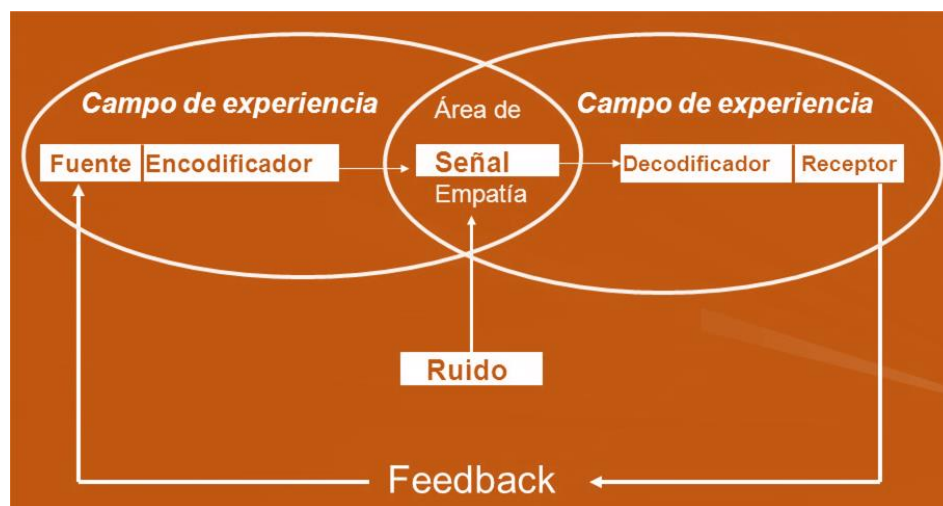 Campo de experiencia
Área de
Campo de experiencia
Fuente
Encodificador
Señal
Decodificador
Receptor
Empatía
Ruido
Feedback